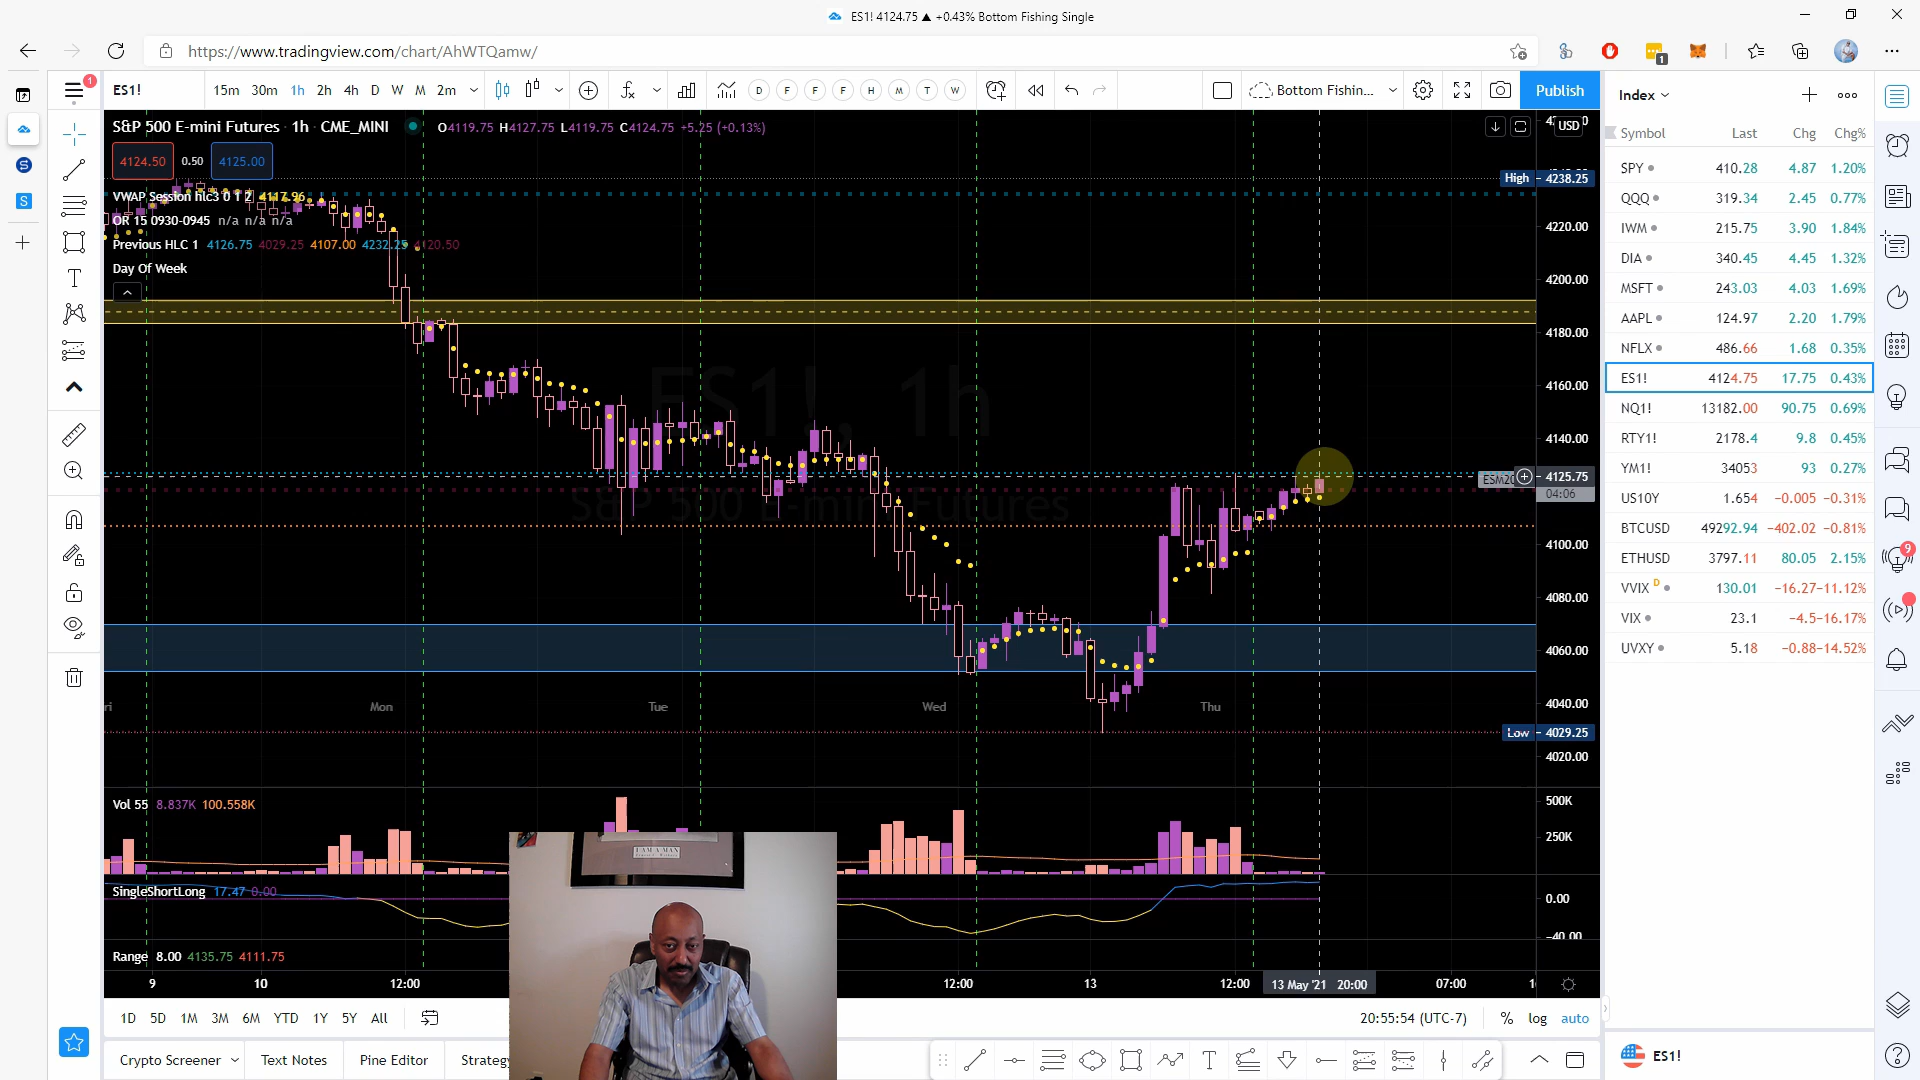 ES1! 4124.75 ▲ +0.43% Bottom Fishing Single
https://www.tradingview.com/chart/AhWTQamw/
1
1
ES1!
15m 30m 1h 2h 4h D W M 2m
D F F F H M T W
Bottom Fishin...
Publish
S&P 500 E-mini Futures · 1h · CME_MINI
O4119.75 H4127.75 L4119.75 C4124.75 +5.25 (+0.13%)
USD
4124.50 0.50 4125.00
VWAP Session hlc3 0 1 2 4117.96
OR 15 0930-0945 n/a n/a n/a
Previous HLC 1 4126.75 4029.25 4107.00 4232.25 4120.50
Day Of Week
ES1!, 1h
S&P 500 E-mini Futures
High 4238.25
4220.00
4200.00
4180.00
4160.00
4140.00
4125.75
04:06
4100.00
4080.00
4060.00
4040.00
Low 4029.25
4020.00
Mon Tue Wed Thu
Vol 55 8.837K 100.558K
500K
250K
SingleShortLong 17.47 0.00
0.00
−40.00
Range 8.00 4135.75 4111.75
9 10 12:00 12:00 13 12:00 13 May '21 20:00 07:00
1D 5D 1M 3M 6M YTD 1Y 5Y All
20:55:54 (UTC-7) % log auto
Crypto Screener Text Notes Pine Editor Strategy
I AM A MAN
Index
Symbol Last Chg Chg%
SPY 410.28 4.87 1.20%
QQQ 319.34 2.45 0.77%
IWM 215.75 3.90 1.84%
DIA 340.45 4.45 1.32%
MSFT 243.03 4.03 1.69%
AAPL 124.97 2.20 1.79%
NFLX 486.66 1.68 0.35%
ES1! 4124.75 17.75 0.43%
NQ1! 13182.00 90.75 0.69%
RTY1! 2178.4 9.8 0.45%
YM1! 34053 93 0.27%
US10Y 1.654 −0.005 −0.31%
BTCUSD 49292.94 −402.02 −0.81%
ETHUSD 3797.11 80.05 2.15%
VVIX D 130.01 −16.27 −11.12%
VIX 23.1 −4.5 −16.17%
UVXY 5.18 −0.88 −14.52%
9
ES1!